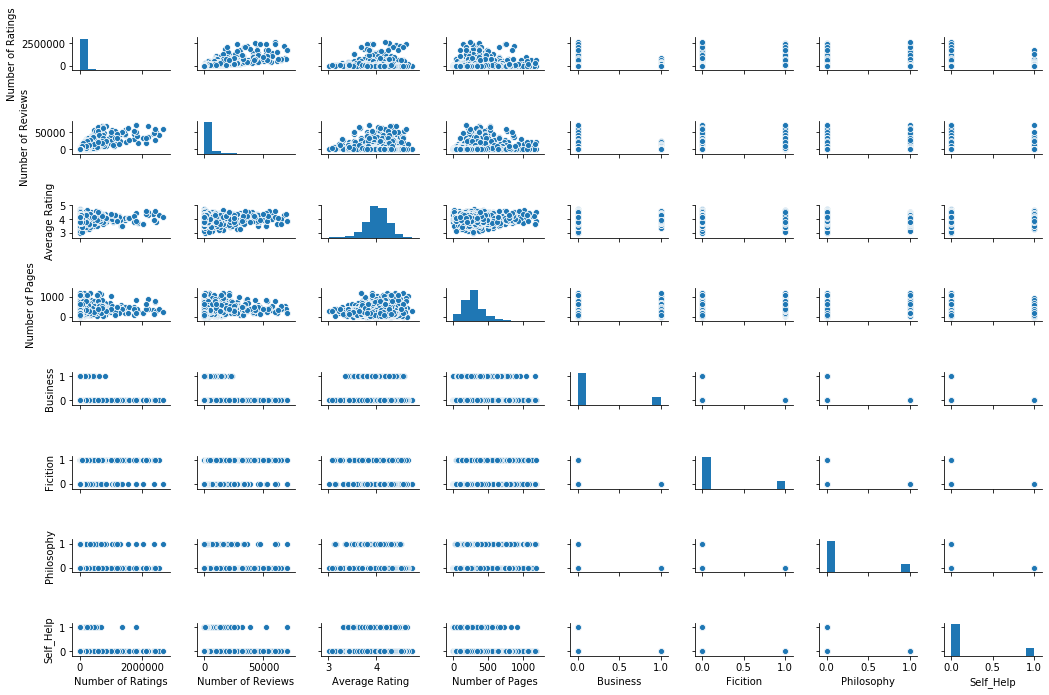 Number of Ratings
2500000
0
Number of Reviews
50000
0
Average Rating
5
4
3
Number of Pages
1000
0
Business
1
0
Ficition
1
0
Philosophy
1
0
Self_Help
1
0
0 2000000
0 50000
3 4
0 500 1000
0.0 0.5 1.0
0.0 0.5 1.0
0.0 0.5 1.0
0.0 0.5 1.0
Number of Ratings
Number of Reviews
Average Rating
Number of Pages
Business
Ficition
Philosophy
Self_Help